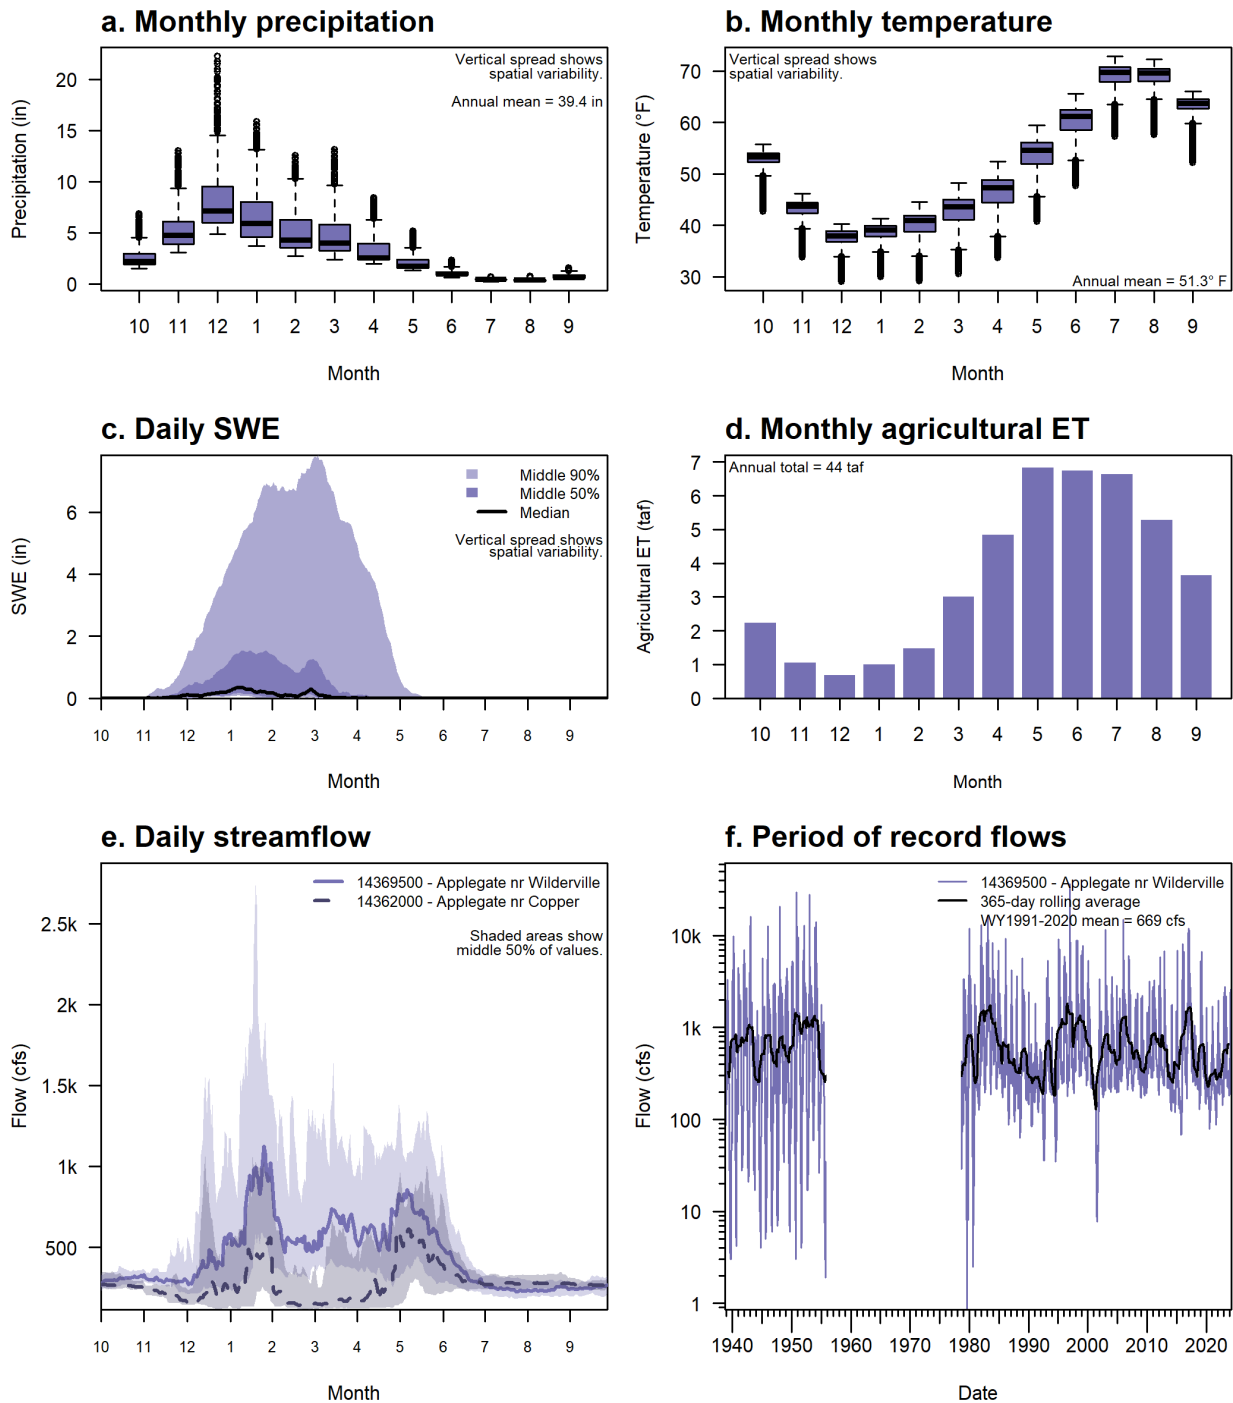 a. Monthly precipitation
Precipitation (in)
20
15
10
5
0
Vertical spread shows
spatial variability.
Annual mean = 39.4 in
10 11 12 1 2 3 4 5 6 7 8 9
Month
b. Monthly temperature
Temperature (°F)
70
60
50
40
30
Vertical spread shows
spatial variability.
Annual mean = 51.3° F
10 11 12 1 2 3 4 5 6 7 8 9
Month
c. Daily SWE
SWE (in)
6
4
2
0
Middle 90%
Middle 50%
Median
Vertical spread shows
spatial variability.
10 11 12 1 2 3 4 5 6 7 8 9
Month
d. Monthly agricultural ET
Agricultural ET (taf)
7
6
5
4
3
2
1
0
Annual total = 44 taf
10 11 12 1 2 3 4 5 6 7 8 9
Month
e. Daily streamflow
Flow (cfs)
2.5k
2k
1.5k
1k
500
14369500 - Applegate nr Wilderville
14362000 - Applegate nr Copper
Shaded areas show
middle 50% of values.
10 11 12 1 2 3 4 5 6 7 8 9
Month
f. Period of record flows
Flow (cfs)
10k
1k
100
10
1
14369500 - Applegate nr Wilderville
365-day rolling average
WY1991-2020 mean = 669 cfs
1940 1950 1960 1970 1980 1990 2000 2010 2020
Date